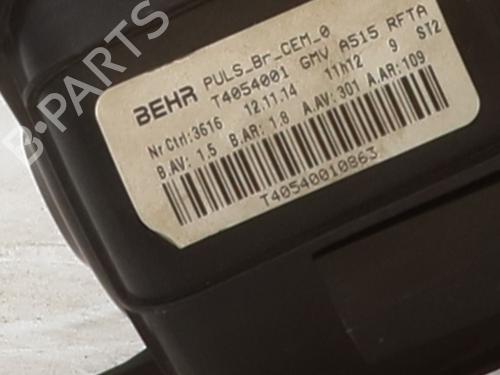 B-PARTS
BEHR PULS_Br_CEM_0
T4054001 GMV A515 RFTA
Nr Ctrl:3616 12.11.14 11h12 9 ST2
B.AV: 1.5 B.AR: 1.8 A.AV: 301 A.AR: 109
T40540010863